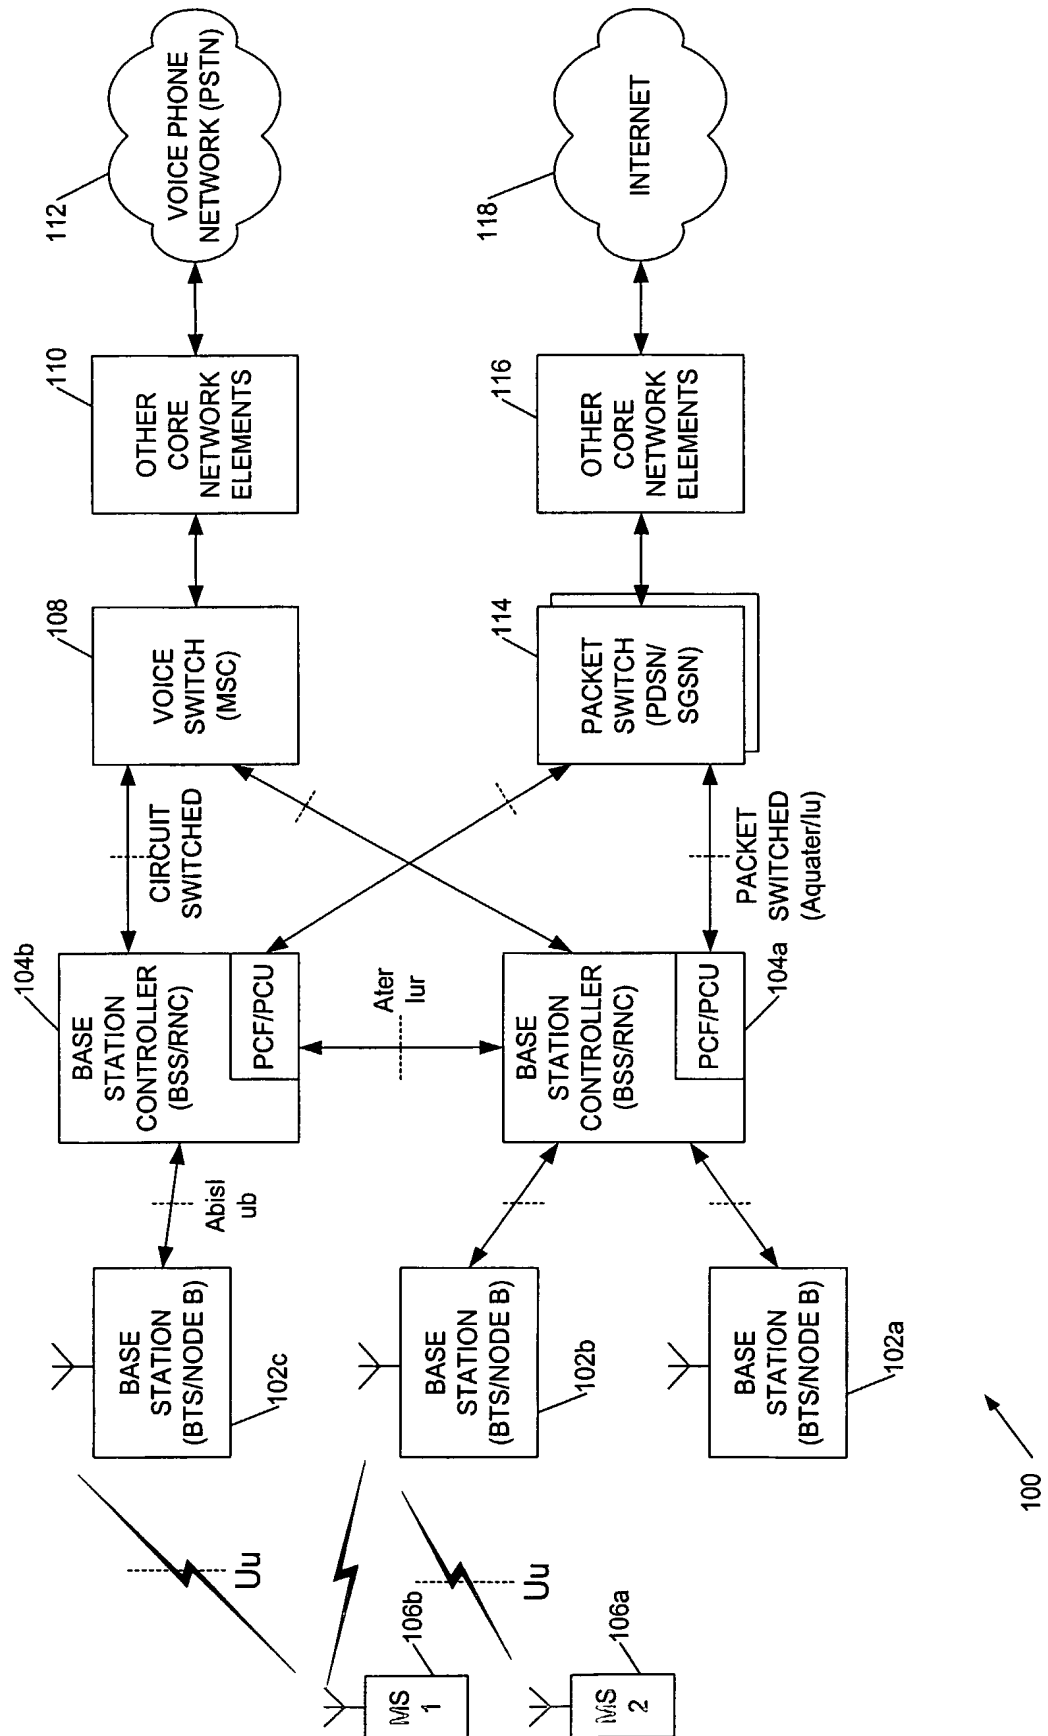 112
VOICE PHONE
NETWORK (PSTN)
118
INTERNET
110
OTHER
CORE
NETWORK
ELEMENTS
116
OTHER
CORE
NETWORK
ELEMENTS
108
VOICE
SWITCH
(MSC)
114
PACKET
SWITCH
(PDSN/
SGSN)
CIRCUIT
SWITCHED
PACKET
SWITCHED
(Aquater/Iu)
104b
BASE
STATION
CONTROLLER
(BSS/RNC)
PCF/PCU
Ater
Iur
BASE
STATION
CONTROLLER
(BSS/RNC)
PCF/PCU
104a
Abisl
ub
BASE
STATION
(BTS/NODE B)
102c
BASE
STATION
(BTS/NODE B)
102b
BASE
STATION
(BTS/NODE B)
102a
Uu
Uu
MS
1
106b
MS
2
106a
100